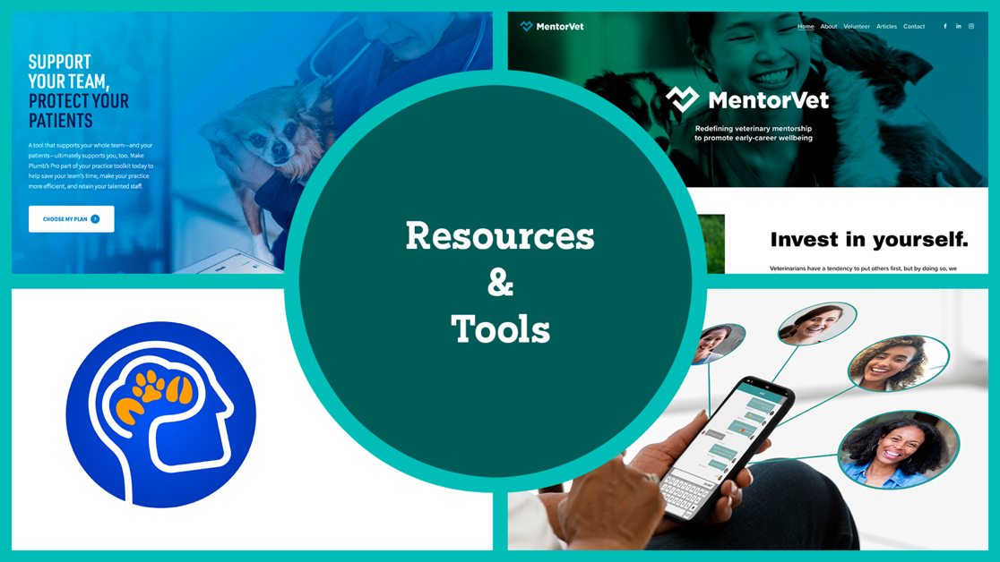 SUPPORT
YOUR TEAM,
PROTECT YOUR
PATIENTS
A tool that supports your whole team—and your
patients—ultimately supports you, too. Make
Plumb's Pro part of your practice toolkit today to
help save your team's time, make your practice
more efficient, and retain your talented staff.
CHOOSE MY PLAN
MentorVet
Home About Volunteer Articles Contact
MentorVet
Redefining veterinary mentorship
to promote early-career wellbeing
Invest in yourself.
Veterinarians have a tendency to put others first, but by doing so, we
Resources
&
Tools